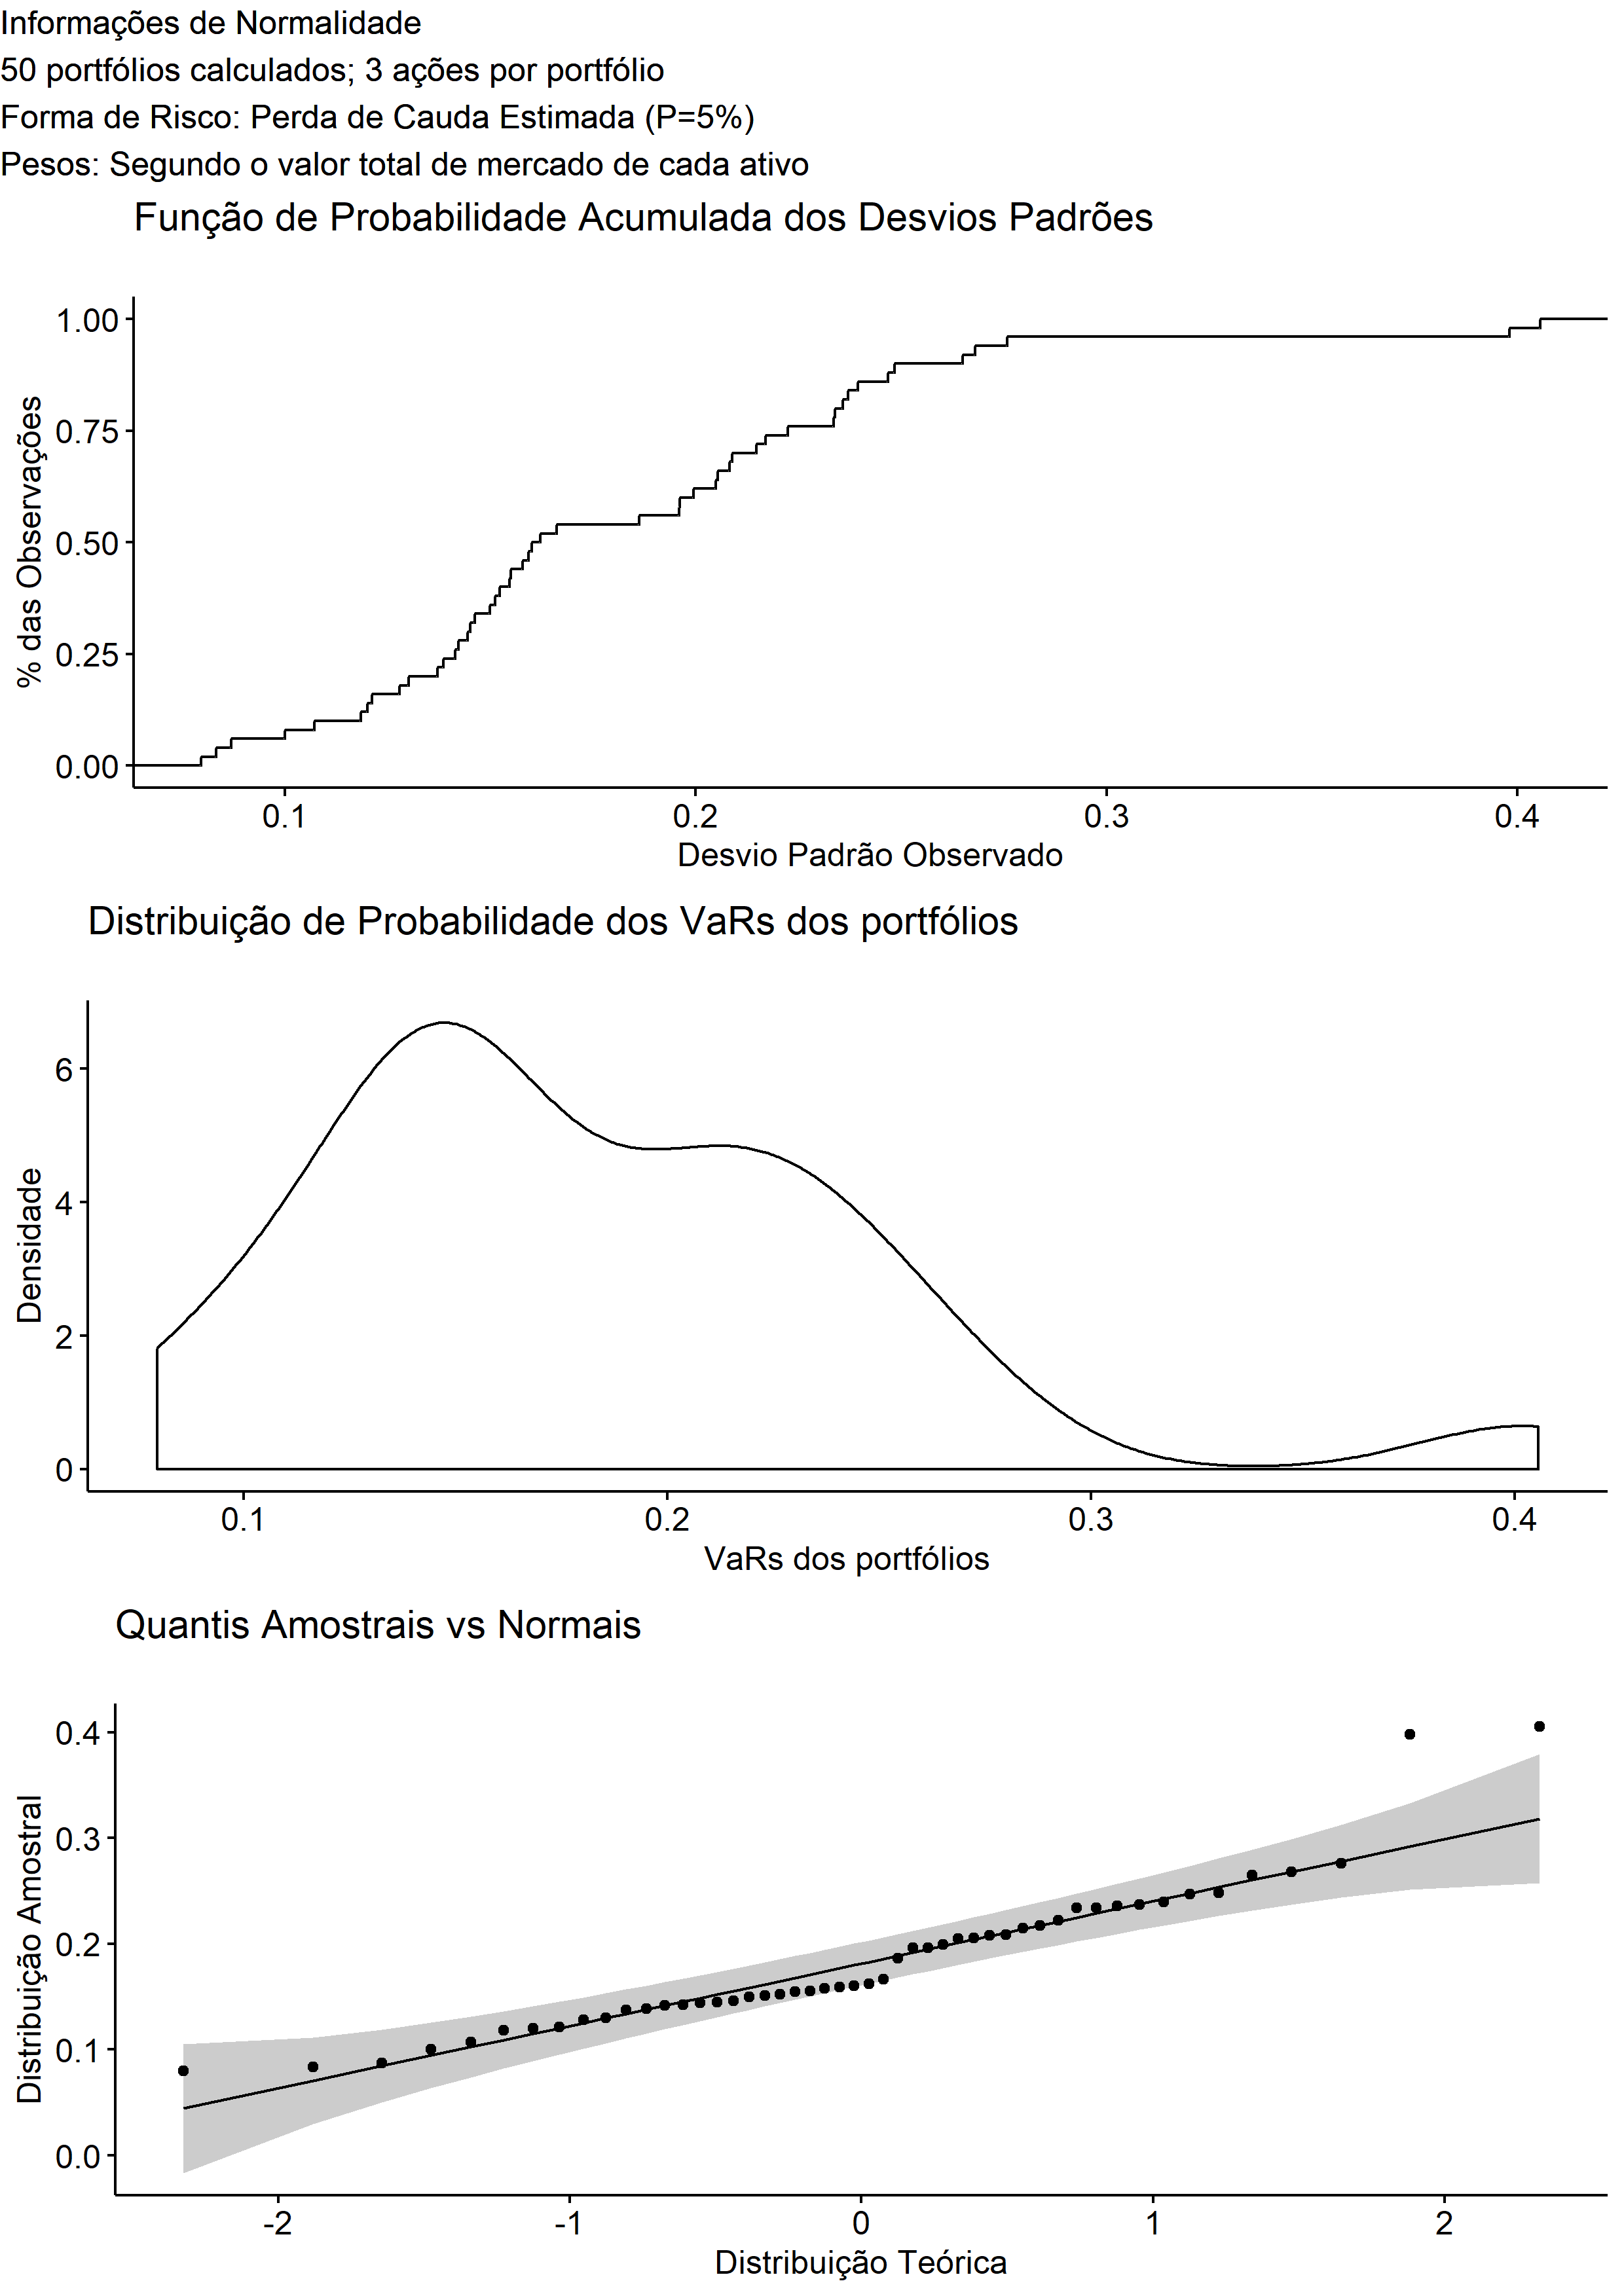 Informações de Normalidade
50 portfólios calculados; 3 ações por portfólio
Forma de Risco: Perda de Cauda Estimada (P=5%)
Pesos: Segundo o valor total de mercado de cada ativo
Função de Probabilidade Acumulada dos Desvios Padrões
% das Observações
1.00
0.75
0.50
0.25
0.00
0.1 0.2 0.3 0.4
Desvio Padrão Observado
Distribuição de Probabilidade dos VaRs dos portfólios
Densidade
6
4
2
0
0.1 0.2 0.3 0.4
VaRs dos portfólios
Quantis Amostrais vs Normais
Distribuição Amostral
0.4
0.3
0.2
0.1
0.0
-2 -1 0 1 2
Distribuição Teórica